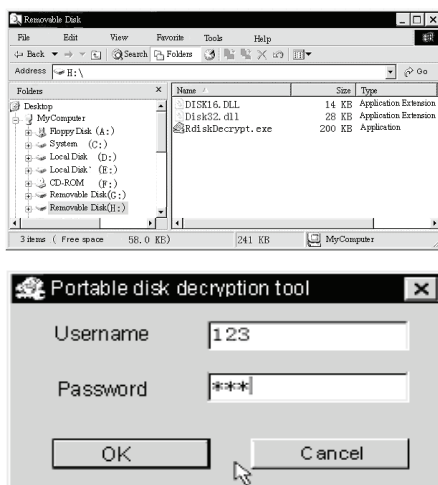 Removable Disk
File Edit View Favorite Tools Help
Back Search Folders
Address H:\ Go
Folders × Name Size Type
Desktop
MyComputer
Floppy Disk (A:)
System (C:)
Local Disk (D:)
Local Disk (E:)
CD-ROM (F:)
Removable Disk(G:)
Removable Disk(H:)
DISK16.DLL 14 KB Application Extension
Disk32.dll 28 KB Application Extension
RdiskDecrypt.exe 200 KB Application
3 items ( Free space 58.0 KB) 241 KB MyComputer
Portable disk decryption tool
Username 123
Password ***
OK Cancel